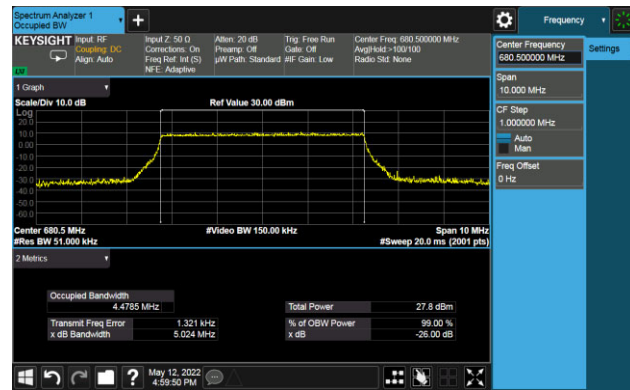 Spectrum Analyzer 1
Occupied BW
+
Frequency
KEYSIGHT
Input: RF
Coupling: DC
Align: Auto
Input Z: 50 Ω
Corrections: On
Freq Ref: Int (S)
NFE: Adaptive
Atten: 20 dB
Preamp: Off
µW Path: Standard
Trig: Free Run
Gate: Off
#IF Gain: Low
Center Freq: 680.500000 MHz
Avg|Hold:>100/100
Radio Std: None
Center Frequency
680.500000 MHz
Settings
Span
10.000 MHz
CF Step
1.000000 MHz
Auto
Man
Freq Offset
0 Hz
1 Graph
Scale/Div 10.0 dB
Ref Value 30.00 dBm
Log
20.0
10.0
0.00
-10.0
-20.0
-30.0
-40.0
-50.0
-60.0
Center 680.5 MHz
#Video BW 150.00 kHz
Span 10 MHz
#Res BW 51.000 kHz
#Sweep 20.0 ms (2001 pts)
2 Metrics
Occupied Bandwidth
4.4785 MHz
Total Power
27.8 dBm
Transmit Freq Error
1.321 kHz
% of OBW Power
99.00 %
x dB Bandwidth
5.024 MHz
x dB
-26.00 dB
?
May 12, 2022
4:59:50 PM